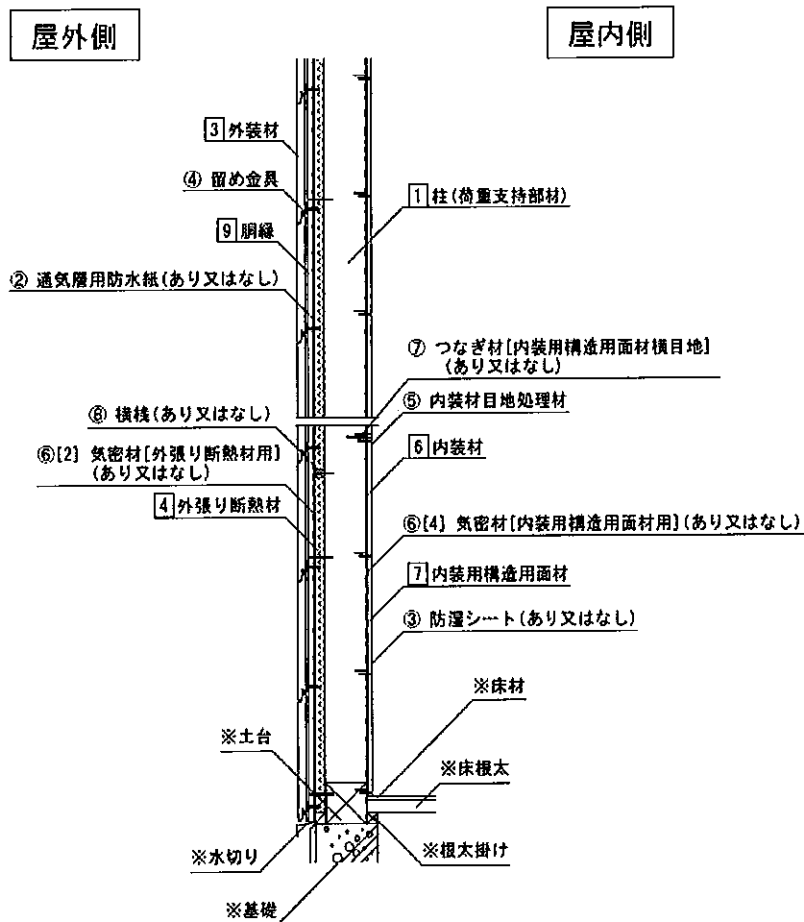 屋外側
屋内側
3 外装材
④ 留め金具
1 柱(荷重支持部材)
9 胴縁
② 通気層用防水紙(あり又はなし)
⑦ つなぎ材[内装用構造用面材横目地]
(あり又はなし)
⑧ 横桟(あり又はなし)
⑤ 内装材目地処理材
⑥[2] 気密材[外張り断熱材用]
(あり又はなし)
6 内装材
4 外張り断熱材
⑥[4] 気密材[内装用構造用面材用](あり又はなし)
7 内装用構造用面材
③ 防湿シート(あり又はなし)
※床材
※土台
※床根太
※水切り
※根太掛け
※基礎